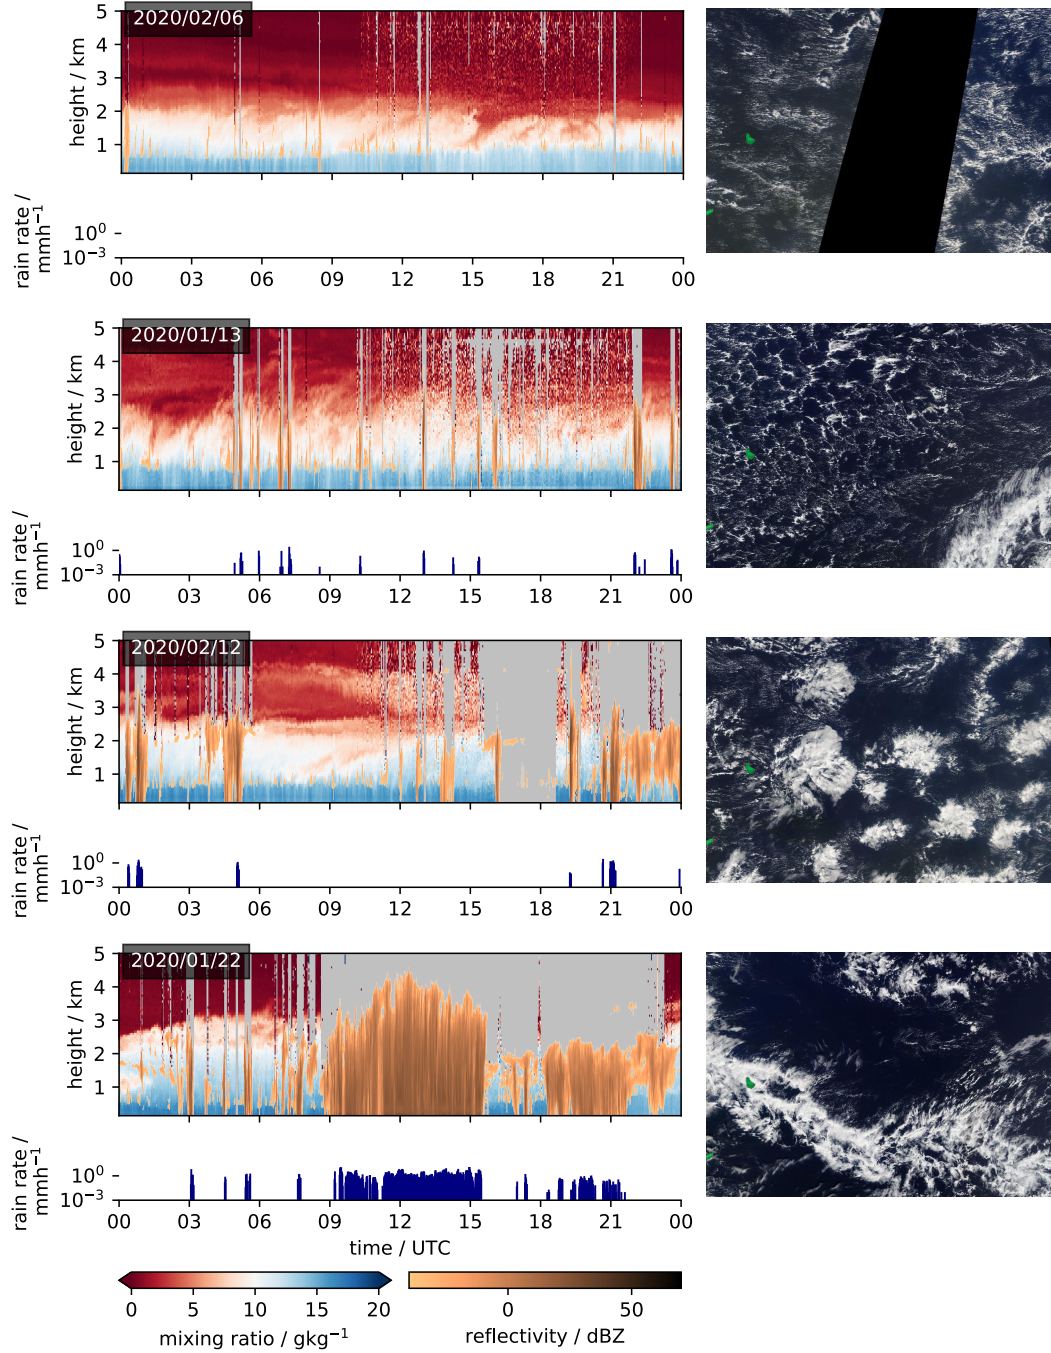 2020/02/06
5
4
3
2
1
height / km
rain rate /
mmh⁻¹
10⁰
10⁻³
00 03 06 09 12 15 18 21 00
2020/01/13
5
4
3
2
1
height / km
rain rate /
mmh⁻¹
10⁰
10⁻³
00 03 06 09 12 15 18 21 00
2020/02/12
5
4
3
2
1
height / km
rain rate /
mmh⁻¹
10⁰
10⁻³
00 03 06 09 12 15 18 21 00
2020/01/22
5
4
3
2
1
height / km
rain rate /
mmh⁻¹
10⁰
10⁻³
00 03 06 09 12 15 18 21 00
time / UTC
0 5 10 15 20
mixing ratio / gkg⁻¹
0 50
reflectivity / dBZ